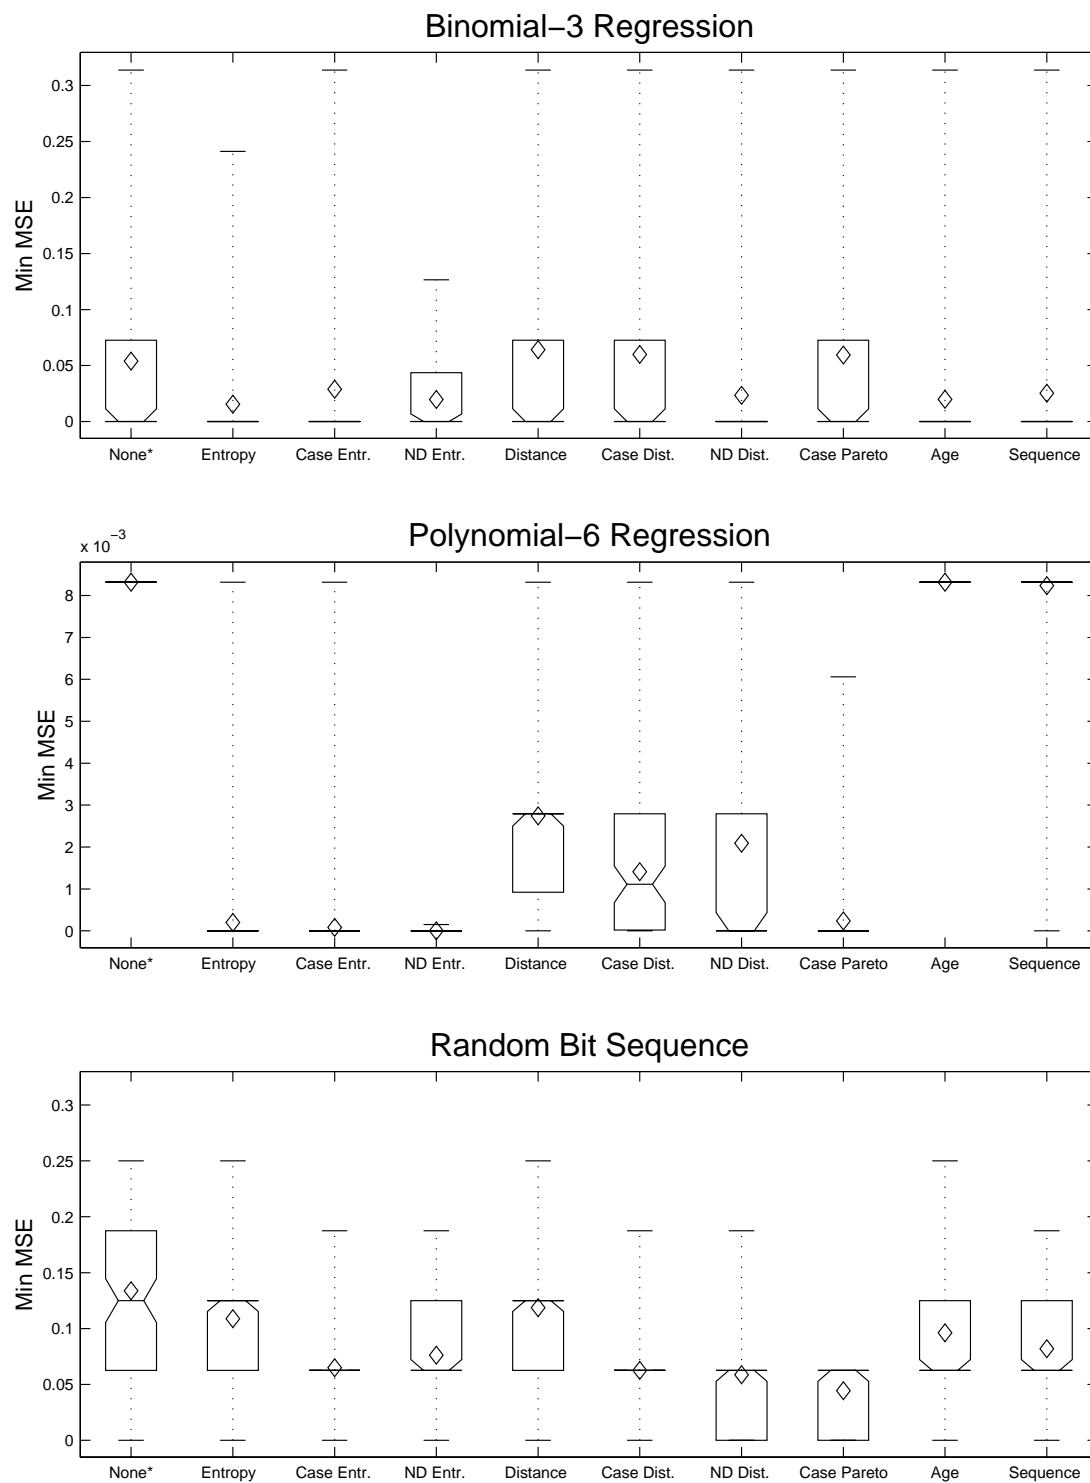 Binomial−3 Regression
0.3
0.25
0.2
0.15
0.1
0.05
0
Min MSE
None* Entropy Case Entr. ND Entr. Distance Case Dist. ND Dist. Case Pareto Age Sequence
Polynomial−6 Regression
x 10−3
8
7
6
5
4
3
2
1
0
Min MSE
None* Entropy Case Entr. ND Entr. Distance Case Dist. ND Dist. Case Pareto Age Sequence
Random Bit Sequence
0.3
0.25
0.2
0.15
0.1
0.05
0
Min MSE
None* Entropy Case Entr. ND Entr. Distance Case Dist. ND Dist. Case Pareto Age Sequence